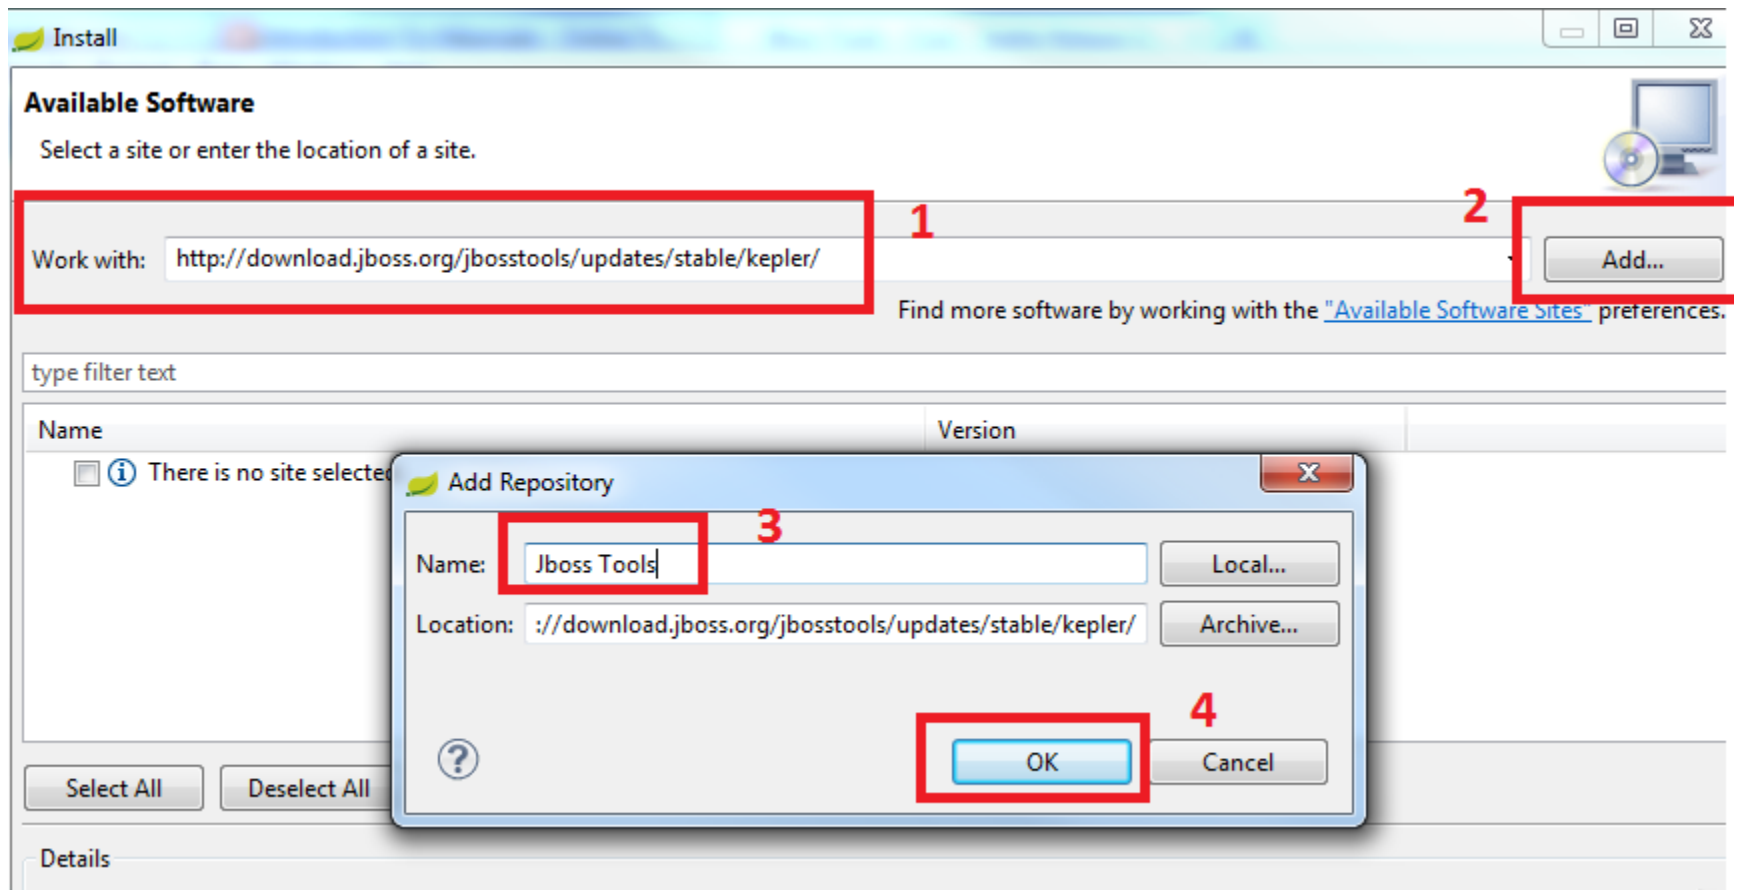 Install
Available Software
Select a site or enter the location of a site.
1
2
Work with: http://download.jboss.org/jbosstools/updates/stable/kepler/ Add...
Find more software by working with the "Available Software Sites" preferences.
type filter text
Name Version
There is no site selected
Add Repository
3
Name: Jboss Tools Local...
Location: ://download.jboss.org/jbosstools/updates/stable/kepler/ Archive...
4
? OK Cancel
Select All Deselect All
Details